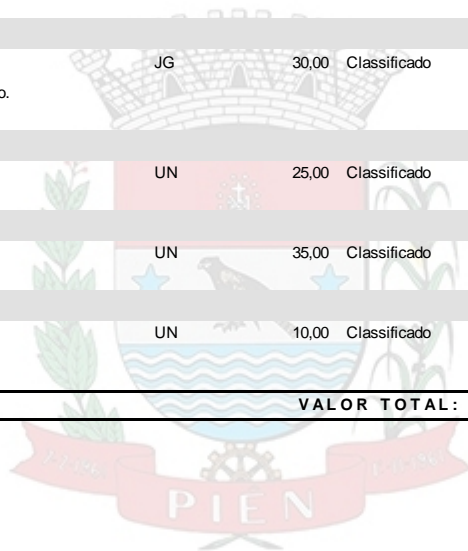 JG 30,00 Classificado
o.
UN 25,00 Classificado
UN 35,00 Classificado
UN 10,00 Classificado
VALOR TOTAL:
PIEN